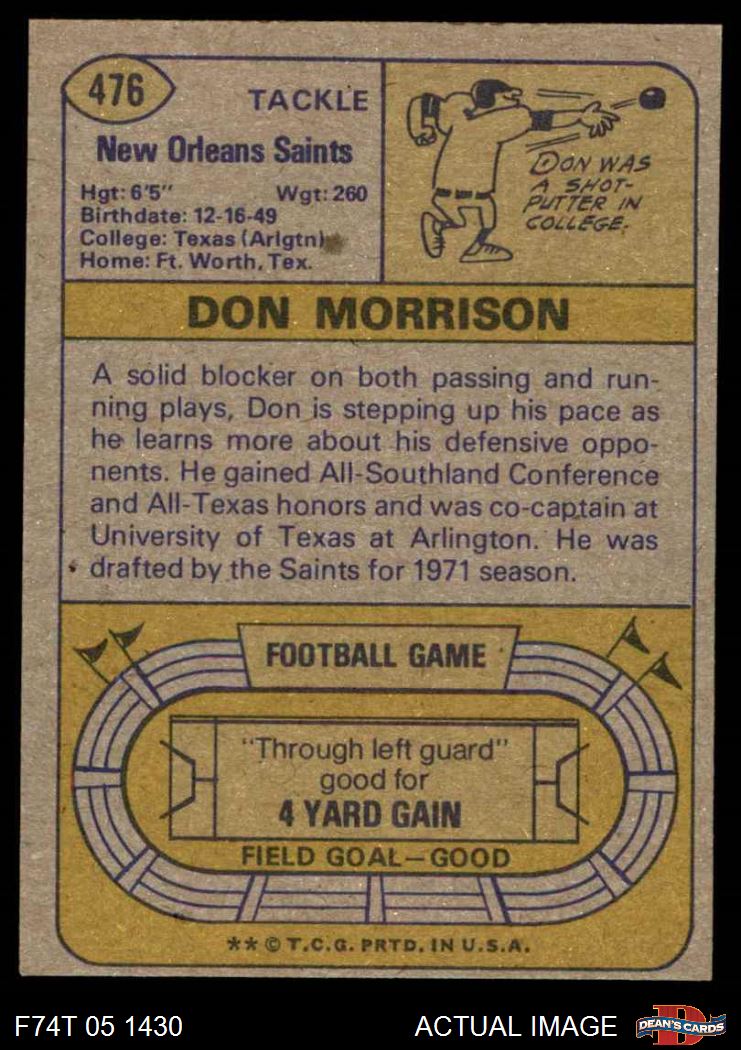 476
TACKLE
New Orleans Saints
Hgt: 6'5" Wgt: 260
Birthdate: 12-16-49
College: Texas (Arlgtn)
Home: Ft. Worth, Tex.
DON WAS
A SHOT-
PUTTER IN
COLLEGE.
DON MORRISON
A solid blocker on both passing and run-
ning plays, Don is stepping up his pace as
he learns more about his defensive oppo-
nents. He gained All-Southland Conference
and All-Texas honors and was co-captain at
University of Texas at Arlington. He was
drafted by the Saints for 1971 season.
FOOTBALL GAME
"Through left guard"
good for
4 YARD GAIN
FIELD GOAL—GOOD
** © T.C.G. PRTD. IN U.S.A.
F74T 05 1430 ACTUAL IMAGE
D
DEAN'S CARDS